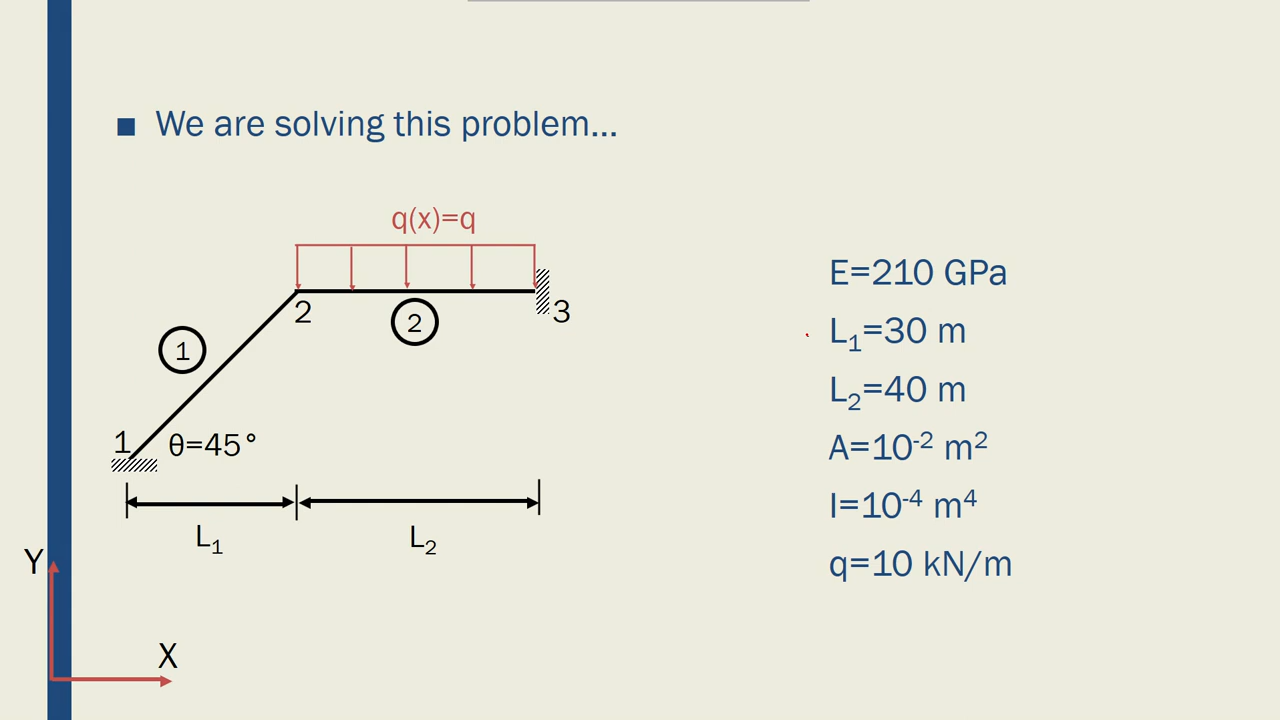 ■ We are solving this problem...
q(x)=q
2
3
2
1
1
θ=45°
L₁
L₂
Y
X
E=210 GPa
L₁=30 m
L₂=40 m
A=10⁻² m²
I=10⁻⁴ m⁴
q=10 kN/m